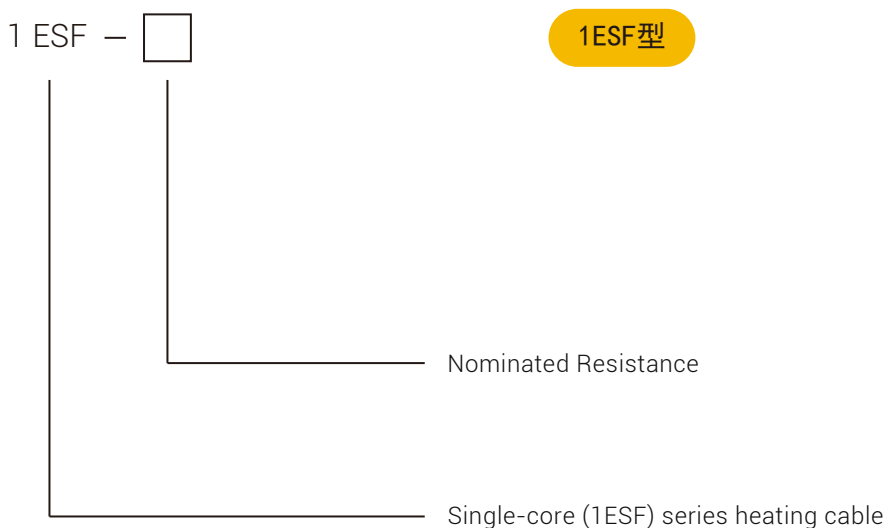 1 ESF – □
1ESF型
Nominated Resistance
Single-core (1ESF) series heating cable